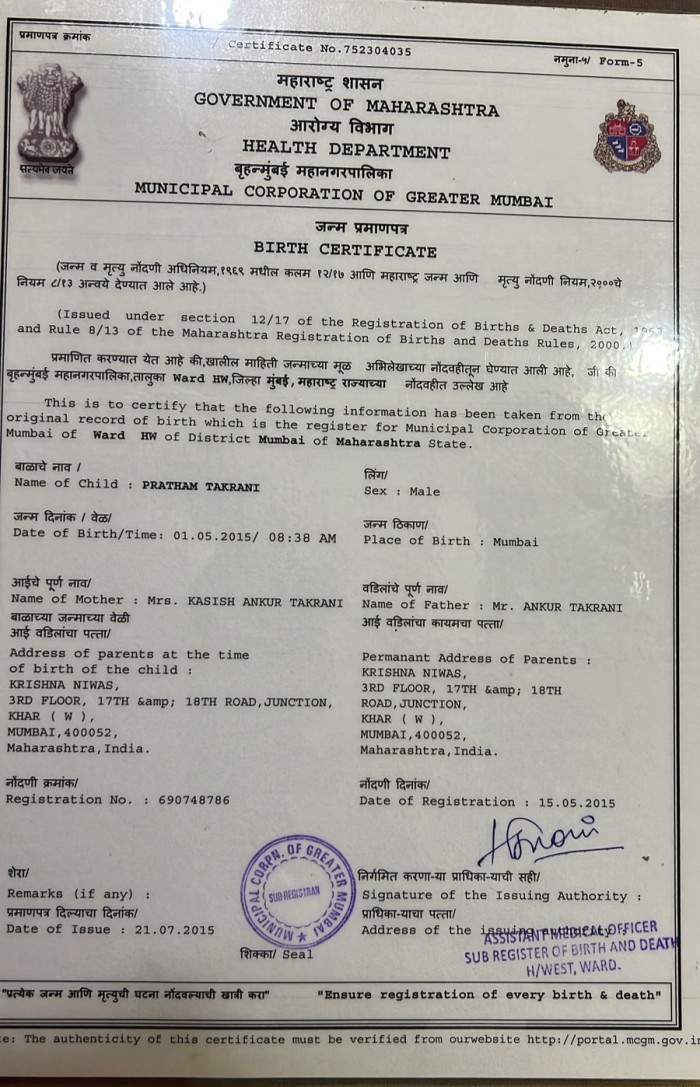 प्रमाणपत्र क्रमांक
/ Certificate No.752304035
नमुना-५/ Form-5
महाराष्ट्र शासन
GOVERNMENT OF MAHARASHTRA
आरोग्य विभाग
HEALTH DEPARTMENT
बृहन्मुंबई महानगरपालिका
MUNICIPAL CORPORATION OF GREATER MUMBAI
सत्यमेव जयते
जन्म प्रमाणपत्र
BIRTH CERTIFICATE
(जन्म व मृत्यु नोंदणी अधिनियम,१९६९ मधील कलम १२/१७ आणि महाराष्ट्र जन्म आणि मृत्यु नोंदणी नियम,२०००चे
नियम ८/१३ अन्वये देण्यात आले आहे.)
(Issued under section 12/17 of the Registration of Births & Deaths Act,
and Rule 8/13 of the Maharashtra Registration of Births and Deaths Rules, 2000.)
प्रमाणित करण्यात येत आहे की,खालील माहिती जन्माच्या मूळ अभिलेखाच्या नोंदवहीतून घेण्यात आली आहे, जी की
बृहन्मुंबई महानगरपालिका,तालुका Ward HW,जिल्हा मुंबई,महाराष्ट्र राज्याच्या नोंदवहीत उल्लेख आहे
This is to certify that the following information has been taken from the
original record of birth which is the register for Municipal Corporation of Greater
Mumbai of Ward HW of District Mumbai of Maharashtra State.
बाळाचे नाव /
Name of Child : PRATHAM TAKRANI
लिंग/
Sex : Male
जन्म दिनांक / वेळ/
Date of Birth/Time: 01.05.2015/ 08:38 AM
जन्म ठिकाण/
Place of Birth : Mumbai
आईचे पूर्ण नाव/
Name of Mother : Mrs. KASISH ANKUR TAKRANI
वडिलांचे पूर्ण नाव/
Name of Father : Mr. ANKUR TAKRANI
बाळाच्या जन्माच्या वेळी
आई वडिलांचा पत्ता/
Address of parents at the time
of birth of the child :
KRISHNA NIWAS,
3RD FLOOR, 17TH &amp; 18TH ROAD,JUNCTION,
KHAR ( W ),
MUMBAI,400052,
Maharashtra,India.
आई वडिलांचा कायमचा पत्ता/
Permanant Address of Parents :
KRISHNA NIWAS,
3RD FLOOR, 17TH &amp; 18TH
ROAD,JUNCTION,
KHAR ( W ),
MUMBAI,400052,
Maharashtra,India.
नोंदणी क्रमांक/
Registration No. : 690748786
नोंदणी दिनांक/
Date of Registration : 15.05.2015
शेरा/
Remarks (if any) :
प्रमाणपत्र दिल्याचा दिनांक/
Date of Issue : 21.07.2015
MUNICIPAL CORPN. OF GREATER MUMBAI
SUB REGISTRAR
शिक्का/ Seal
निर्गमित करणा-या प्राधिका-याची सही/
Signature of the Issuing Authority :
प्राधिका-याचा पत्ता/
Address of the issuing authority :
ASSISTANT MEDICAL OFFICER
SUB REGISTER OF BIRTH AND DEATH
H/WEST, WARD.
"प्रत्येक जन्म आणि मृत्युची घटना नोंदवल्याची खात्री करा" "Ensure registration of every birth & death"
The authenticity of this certificate must be verified from ourwebsite http://portal.mcgm.gov.in